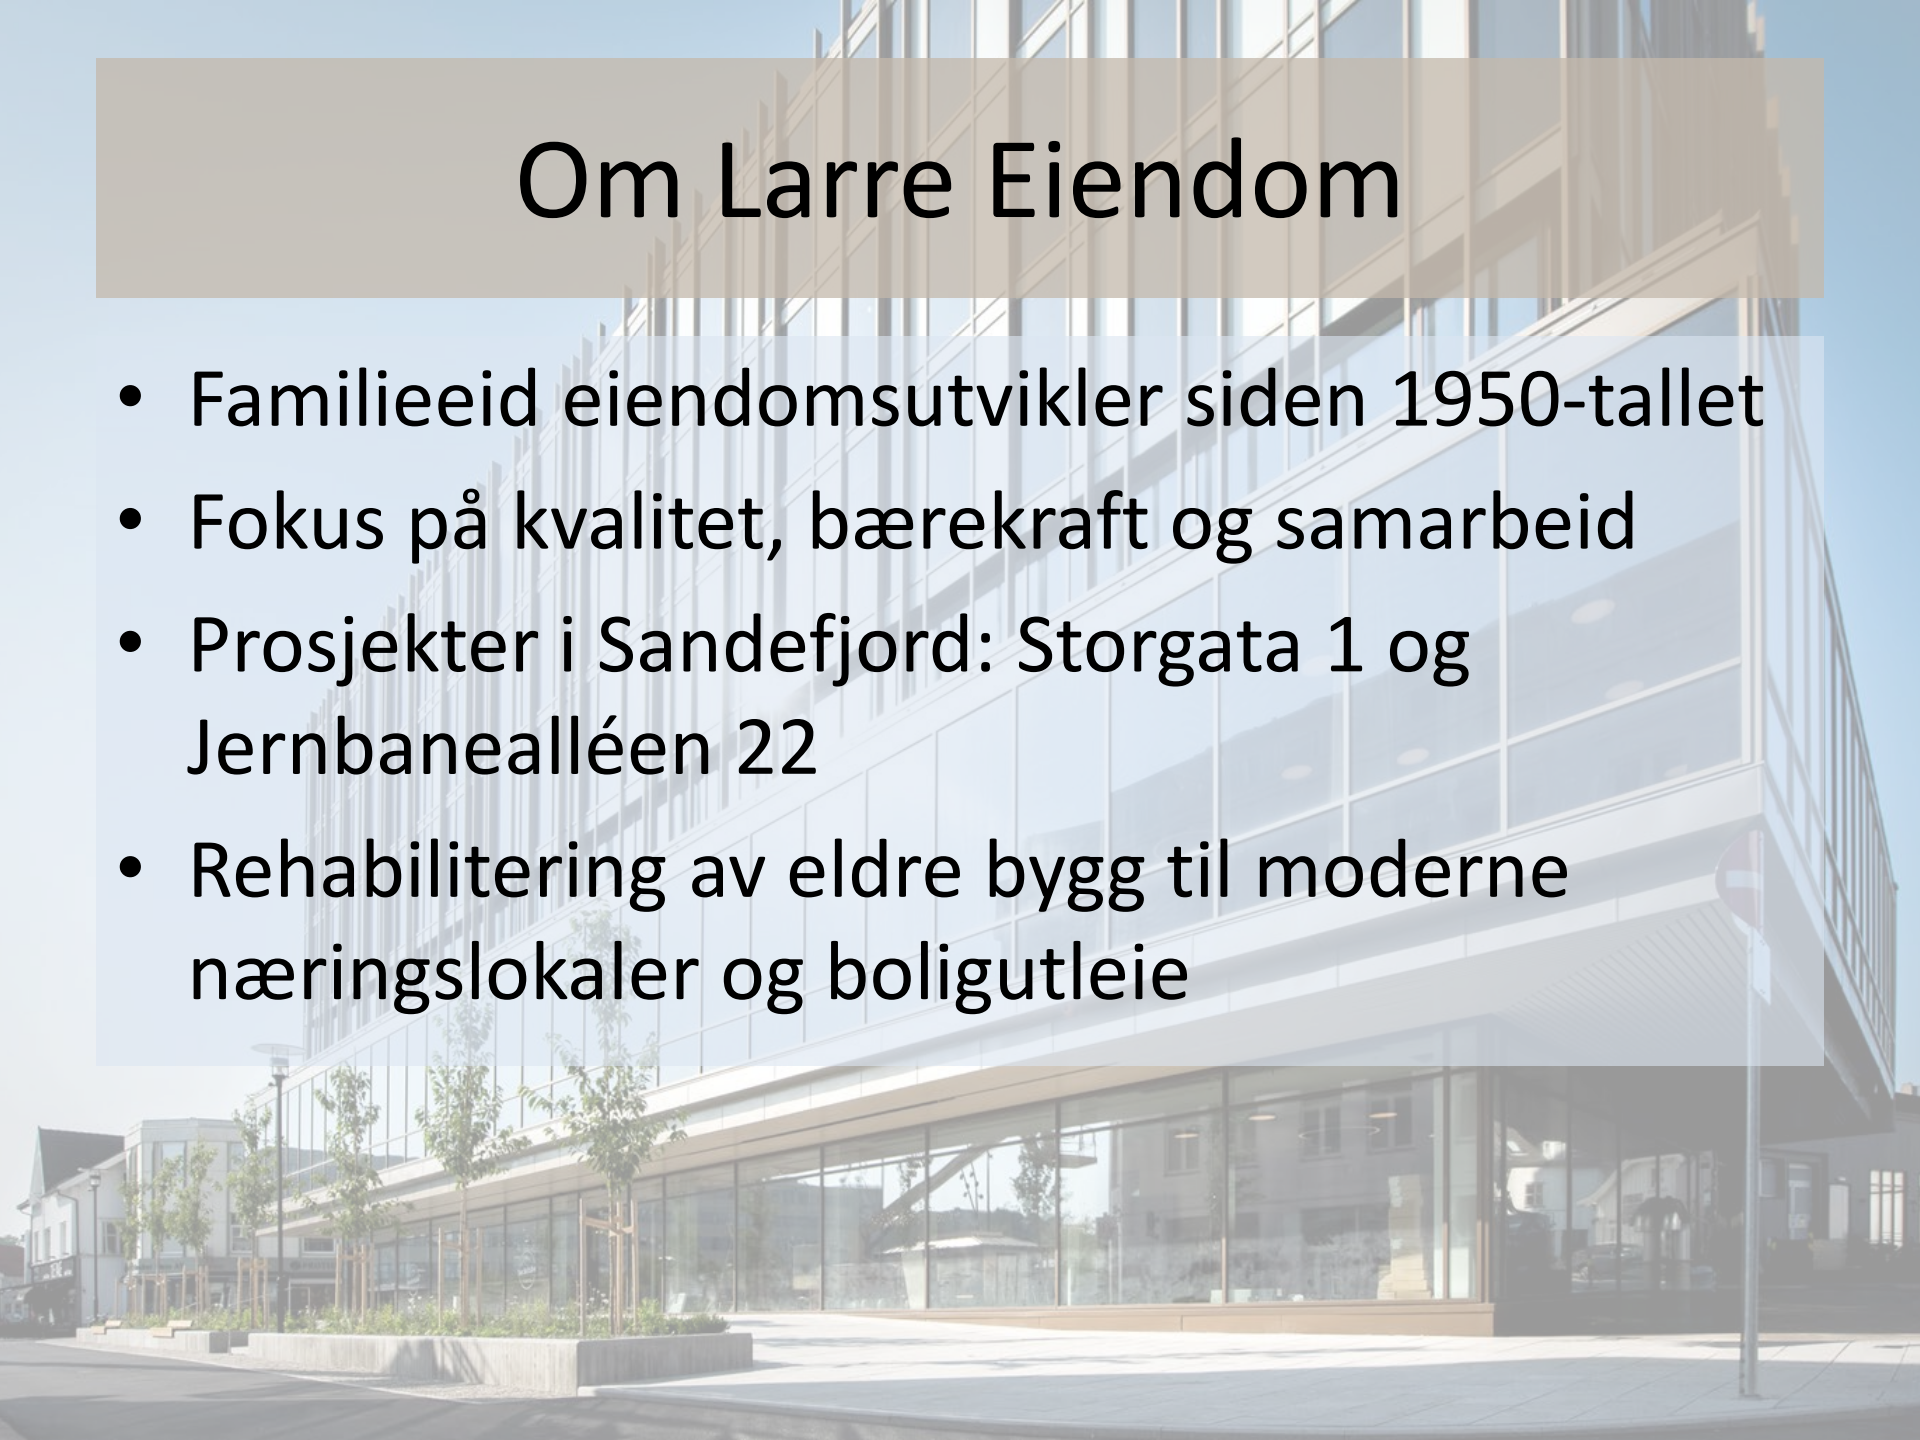 Om Larre Eiendom
• Familieeid eiendomsutvikler siden 1950-tallet
• Fokus på kvalitet, bærekraft og samarbeid
• Prosjekter i Sandefjord: Storgata 1 og
Jernbanealléen 22
• Rehabilitering av eldre bygg til moderne
næringslokaler og boligutleie